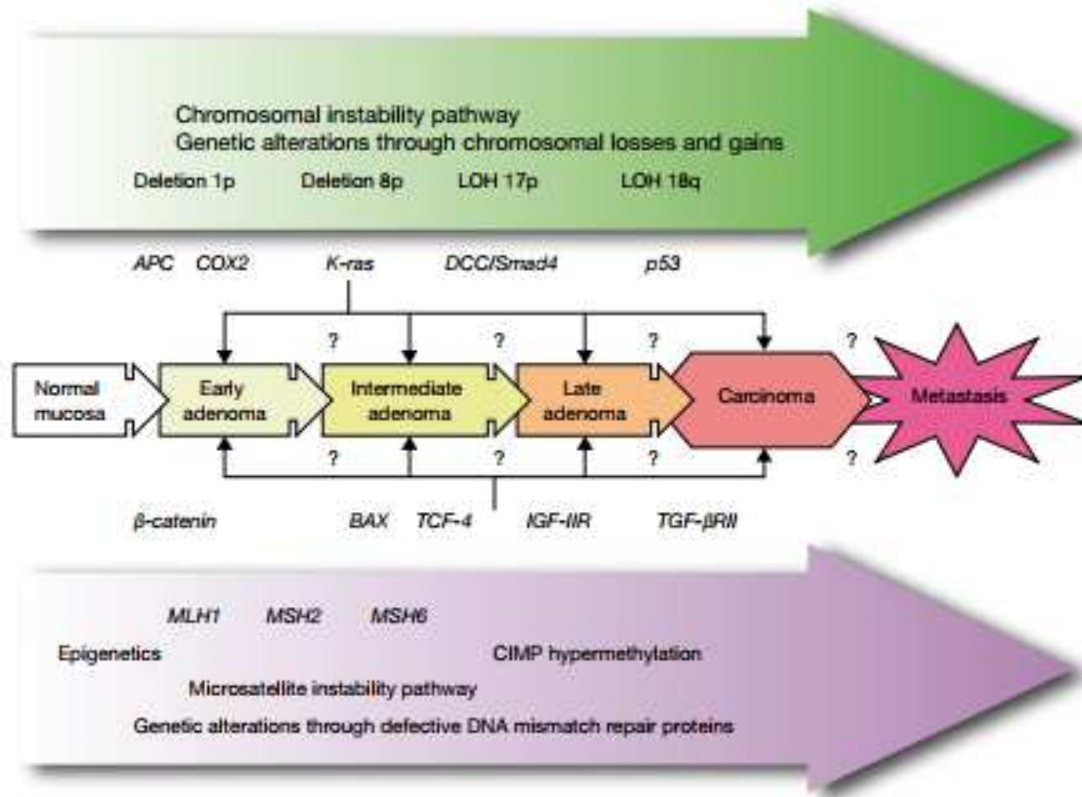 Chromosomal instability pathway
Genetic alterations through chromosomal losses and gains
Deletion 1p Deletion 8p LOH 17p LOH 18q
APC COX2 K-ras DCC/Smad4 p53
? ? ? ?
Normal mucosa
Early adenoma
Intermediate adenoma
Late adenoma
Carcinoma
Metastasis
? ? ? ?
β-catenin BAX TCF-4 IGF-IIR TGF-βRII
MLH1 MSH2 MSH6
Epigenetics CIMP hypermethylation
Microsatellite instability pathway
Genetic alterations through defective DNA mismatch repair proteins